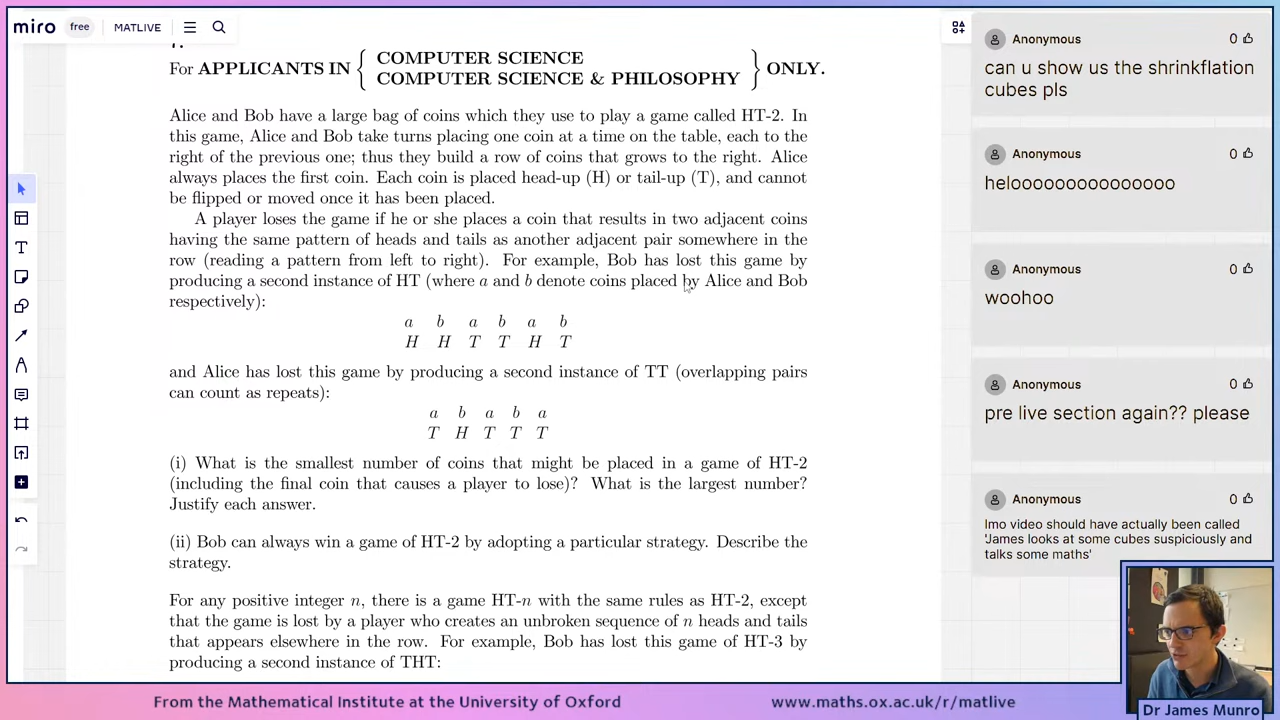 miro
free
MATLIVE
For APPLICANTS IN { COMPUTER SCIENCE
COMPUTER SCIENCE & PHILOSOPHY } ONLY.
Alice and Bob have a large bag of coins which they use to play a game called HT-2. In
this game, Alice and Bob take turns placing one coin at a time on the table, each to the
right of the previous one; thus they build a row of coins that grows to the right. Alice
always places the first coin. Each coin is placed head-up (H) or tail-up (T), and cannot
be flipped or moved once it has been placed.
A player loses the game if he or she places a coin that results in two adjacent coins
having the same pattern of heads and tails as another adjacent pair somewhere in the
row (reading a pattern from left to right). For example, Bob has lost this game by
producing a second instance of HT (where a and b denote coins placed by Alice and Bob
respectively):
a b a b a b
H H T T H T
and Alice has lost this game by producing a second instance of TT (overlapping pairs
can count as repeats):
a b a b a
T H T T T
(i) What is the smallest number of coins that might be placed in a game of HT-2
(including the final coin that causes a player to lose)? What is the largest number?
Justify each answer.
(ii) Bob can always win a game of HT-2 by adopting a particular strategy. Describe the
strategy.
For any positive integer n, there is a game HT-n with the same rules as HT-2, except
that the game is lost by a player who creates an unbroken sequence of n heads and tails
that appears elsewhere in the row. For example, Bob has lost this game of HT-3 by
producing a second instance of THT:
Anonymous 0
can u show us the shrinkflation
cubes pls
Anonymous 0
helooooooooooooooo
Anonymous 0
woohoo
Anonymous 0
pre live section again?? please
Anonymous 0
Imo video should have actually been called
'James looks at some cubes suspiciously and
talks some maths'
From the Mathematical Institute at the University of Oxford
www.maths.ox.ac.uk/r/matlive
Dr James Munro